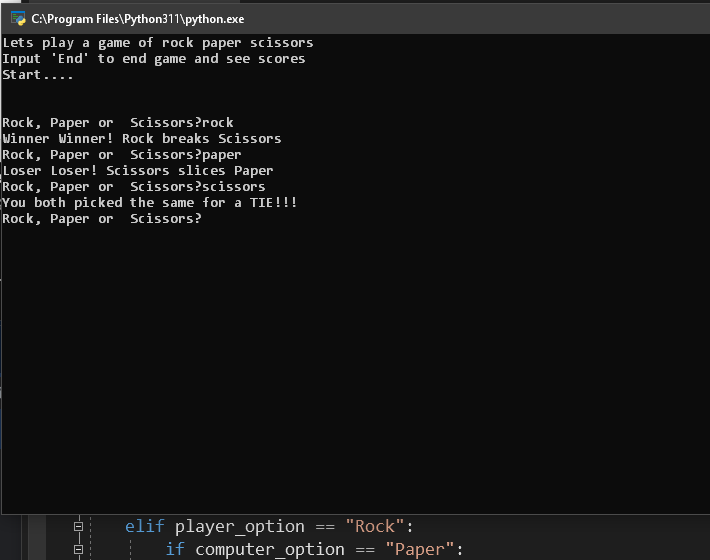 C:\Program Files\Python311\python.exe
Lets play a game of rock paper scissors
Input 'End' to end game and see scores
Start....
Rock, Paper or  Scissors?rock
Winner Winner! Rock breaks Scissors
Rock, Paper or  Scissors?paper
Loser Loser! Scissors slices Paper
Rock, Paper or  Scissors?scissors
You both picked the same for a TIE!!!
Rock, Paper or  Scissors?
elif player_option == "Rock":
if computer_option == "Paper":